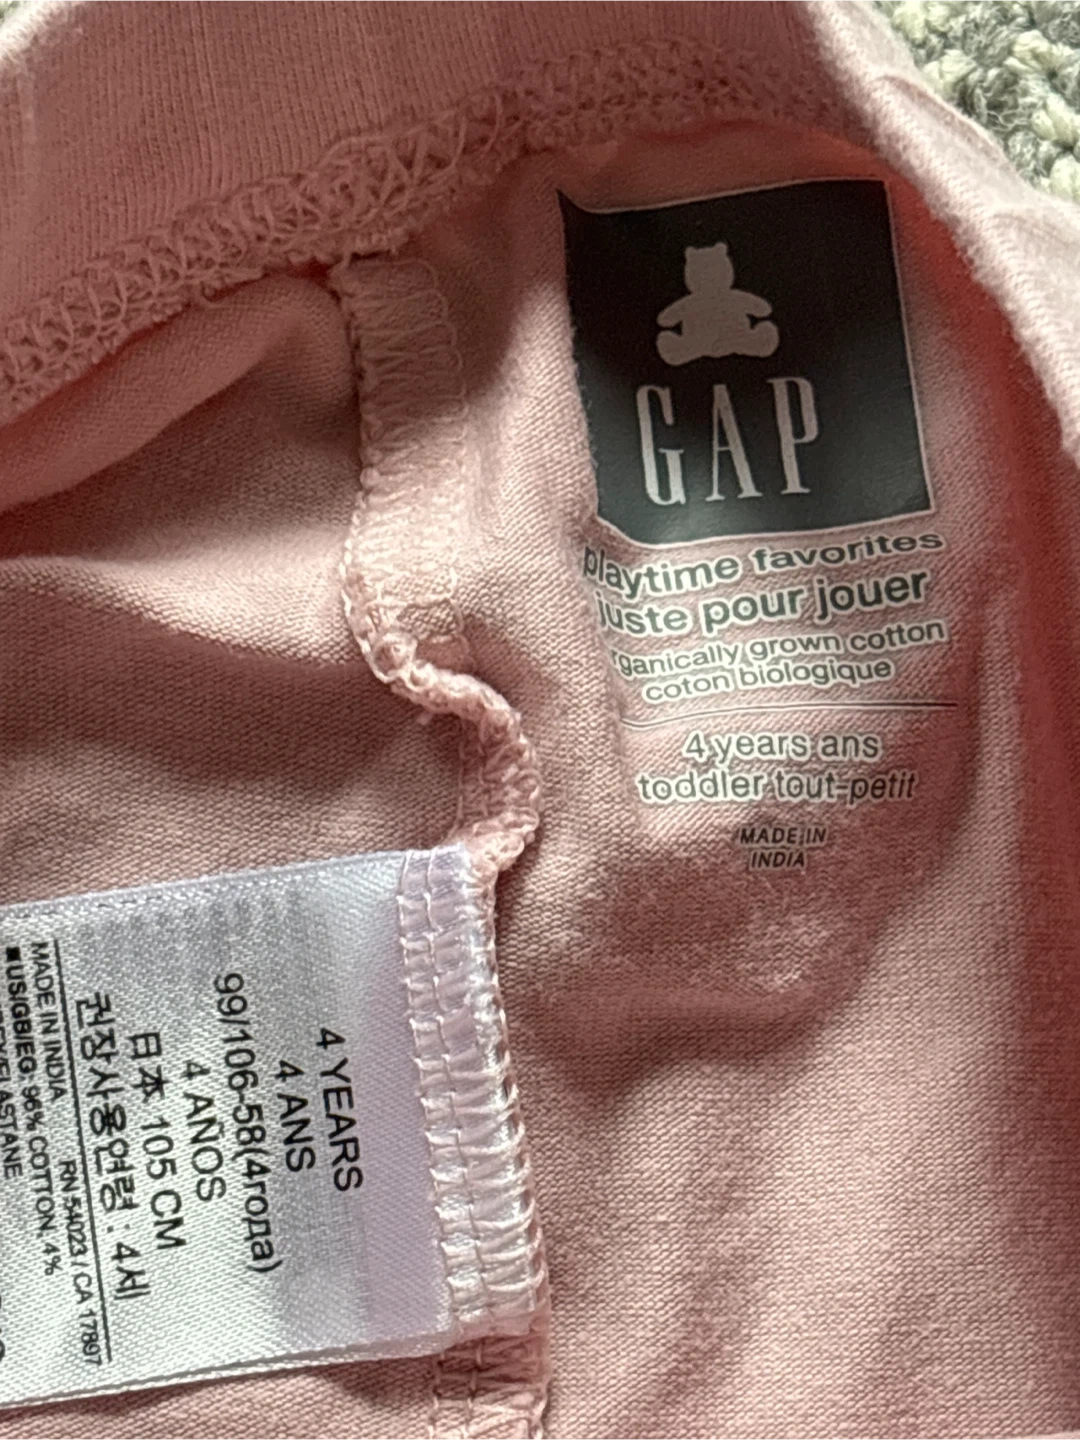 GAP
playtime favorites
juste pour jouer
organically grown cotton
coton biologique
4 years ans
toddler tout-petit
MADE IN
INDIA
4 YEARS
4 ANS
99/106-58(4года)
4 AÑOS
日本 105 CM
권장사용연령 : 4세
MADE IN INDIA RN 54023 / CA 17897
■US/GB/EG: 96% COTTON, 4%
ELASTANE